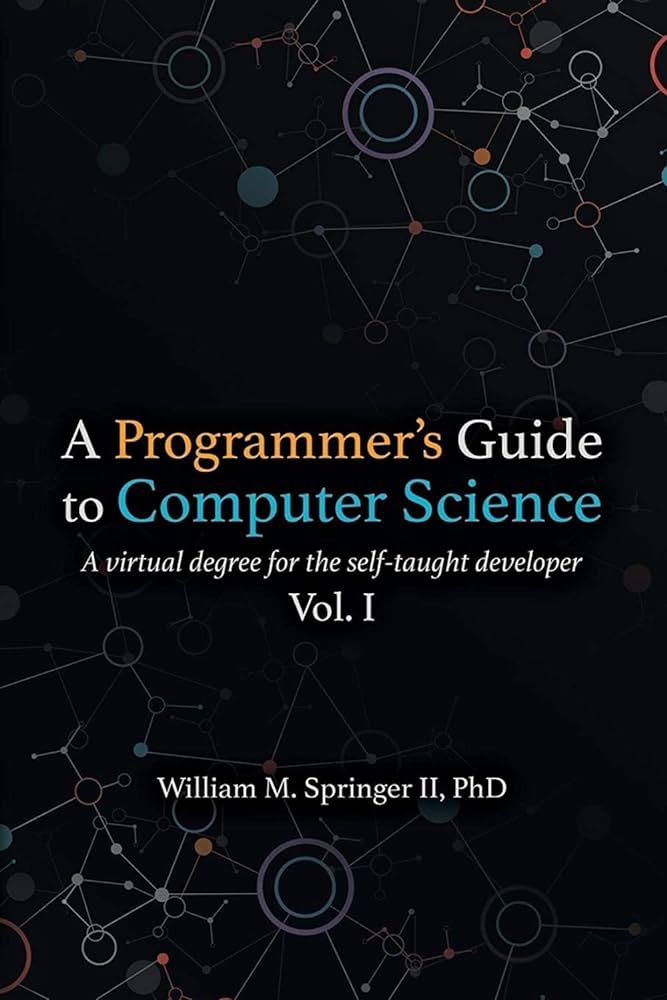 A Programmer’s Guide
to Computer Science
A virtual degree for the self-taught developer
Vol. I
William M. Springer II, PhD